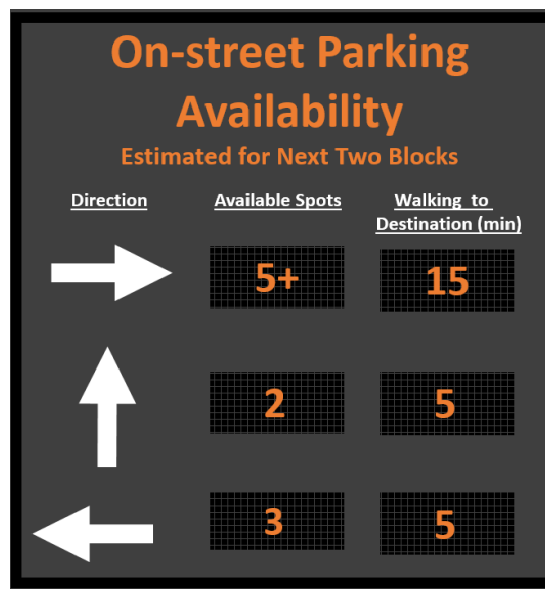 On-street Parking
Availability
Estimated for Next Two Blocks
Direction Available Spots Walking to
Destination (min)
5+ 15
2 5
3 5